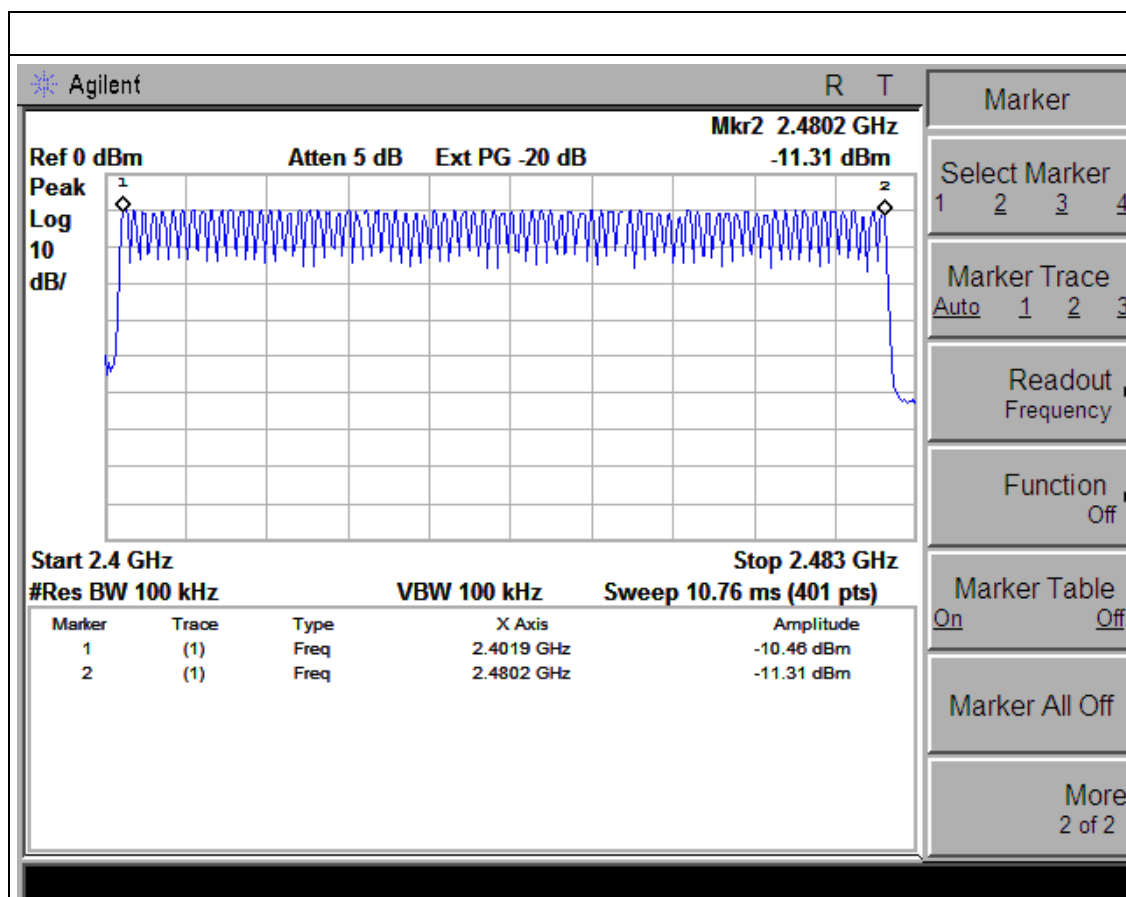 Agilent R T
Mkr2 2.4802 GHz
Ref 0 dBm Atten 5 dB Ext PG -20 dB -11.31 dBm
Peak
Log
10
dB/
1
2
Start 2.4 GHz Stop 2.483 GHz
#Res BW 100 kHz VBW 100 kHz Sweep 10.76 ms (401 pts)
Marker Trace Type X Axis Amplitude
1 (1) Freq 2.4019 GHz -10.46 dBm
2 (1) Freq 2.4802 GHz -11.31 dBm
Marker
Select Marker
1 2 3 4
Marker Trace
Auto 1 2 3
Readout
Frequency
Function
Off
Marker Table
On Off
Marker All Off
More
2 of 2